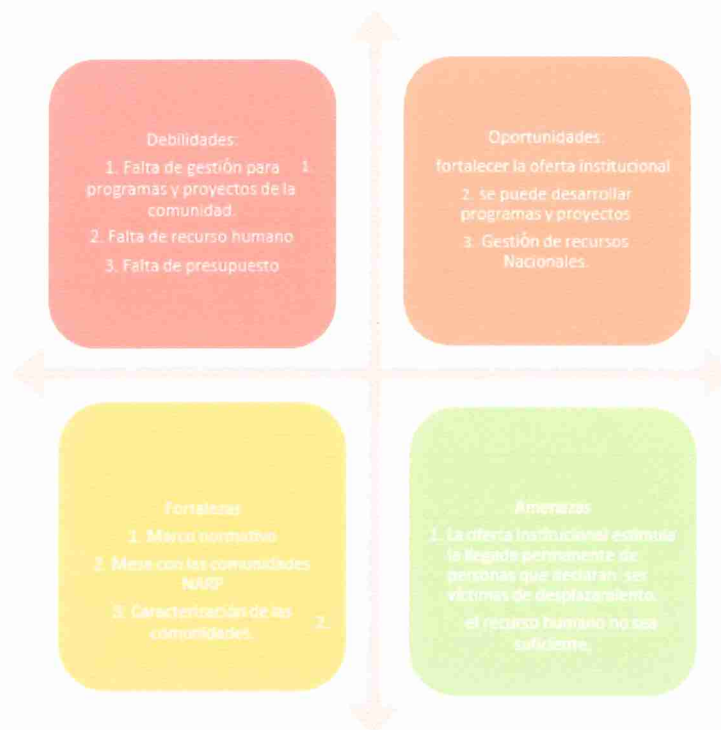 Debilidades:
1. Falta de gestión para
programas y proyectos de la
comunidad.
2. Falta de recurso humano
3. Falta de presupuesto
1.
Oportunidades:
fortalecer la oferta institucional
2. se puede desarrollar
programas y proyectos
3. Gestión de recursos
Nacionales.
Fortalezas
1. Marco normativo
2. Mesa con las comunidades
NARP
3. Caracterización de las
comunidades.
Amenazas
1. La oferta institucional estimula
la llegada permanente de
personas que declaran ser
víctimas de desplazamiento.
2.
el recurso humano no sea
suficiente,